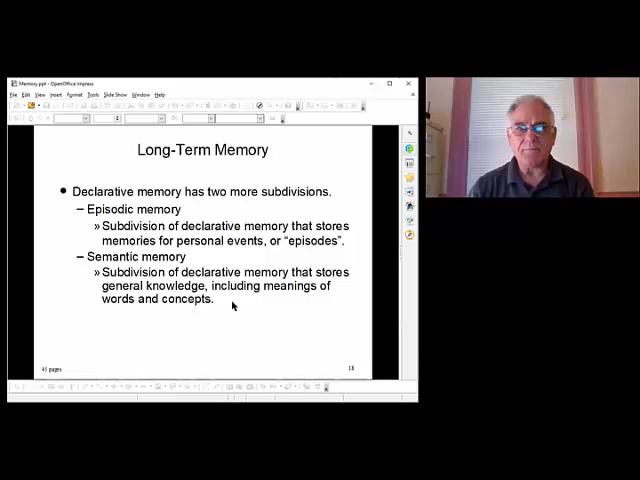 Memory.ppt - OpenOffice Impress
File Edit View Insert Format Tools Slide Show Window Help
Long-Term Memory
• Declarative memory has two more subdivisions.
– Episodic memory
» Subdivision of declarative memory that stores
memories for personal events, or “episodes”.
– Semantic memory
» Subdivision of declarative memory that stores
general knowledge, including meanings of
words and concepts.
45 pages 18